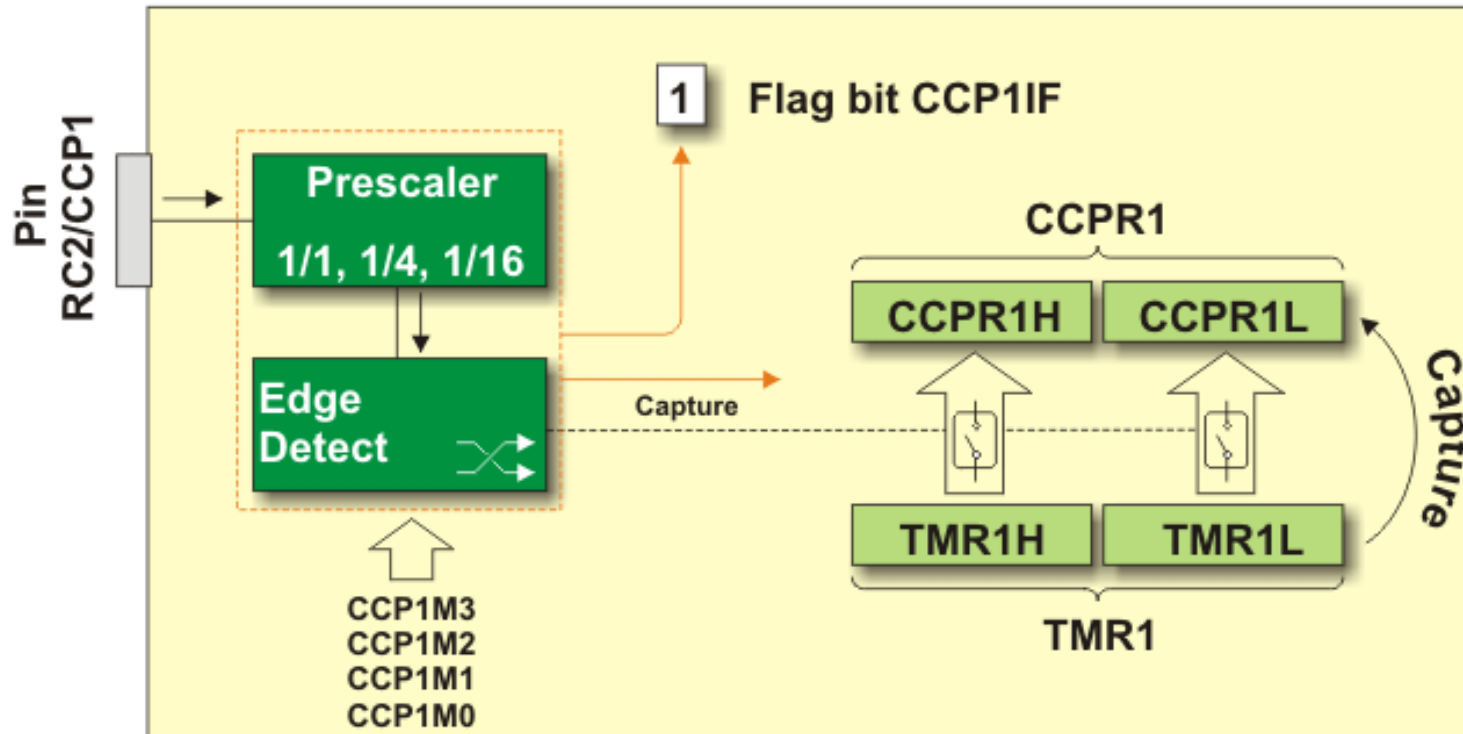 Pin
RC2/CCP1
Prescaler
1/1, 1/4, 1/16
Edge
Detect
CCP1M3
CCP1M2
CCP1M1
CCP1M0
1 Flag bit CCP1IF
Capture
CCPR1
CCPR1H CCPR1L
TMR1H TMR1L
TMR1
Capture